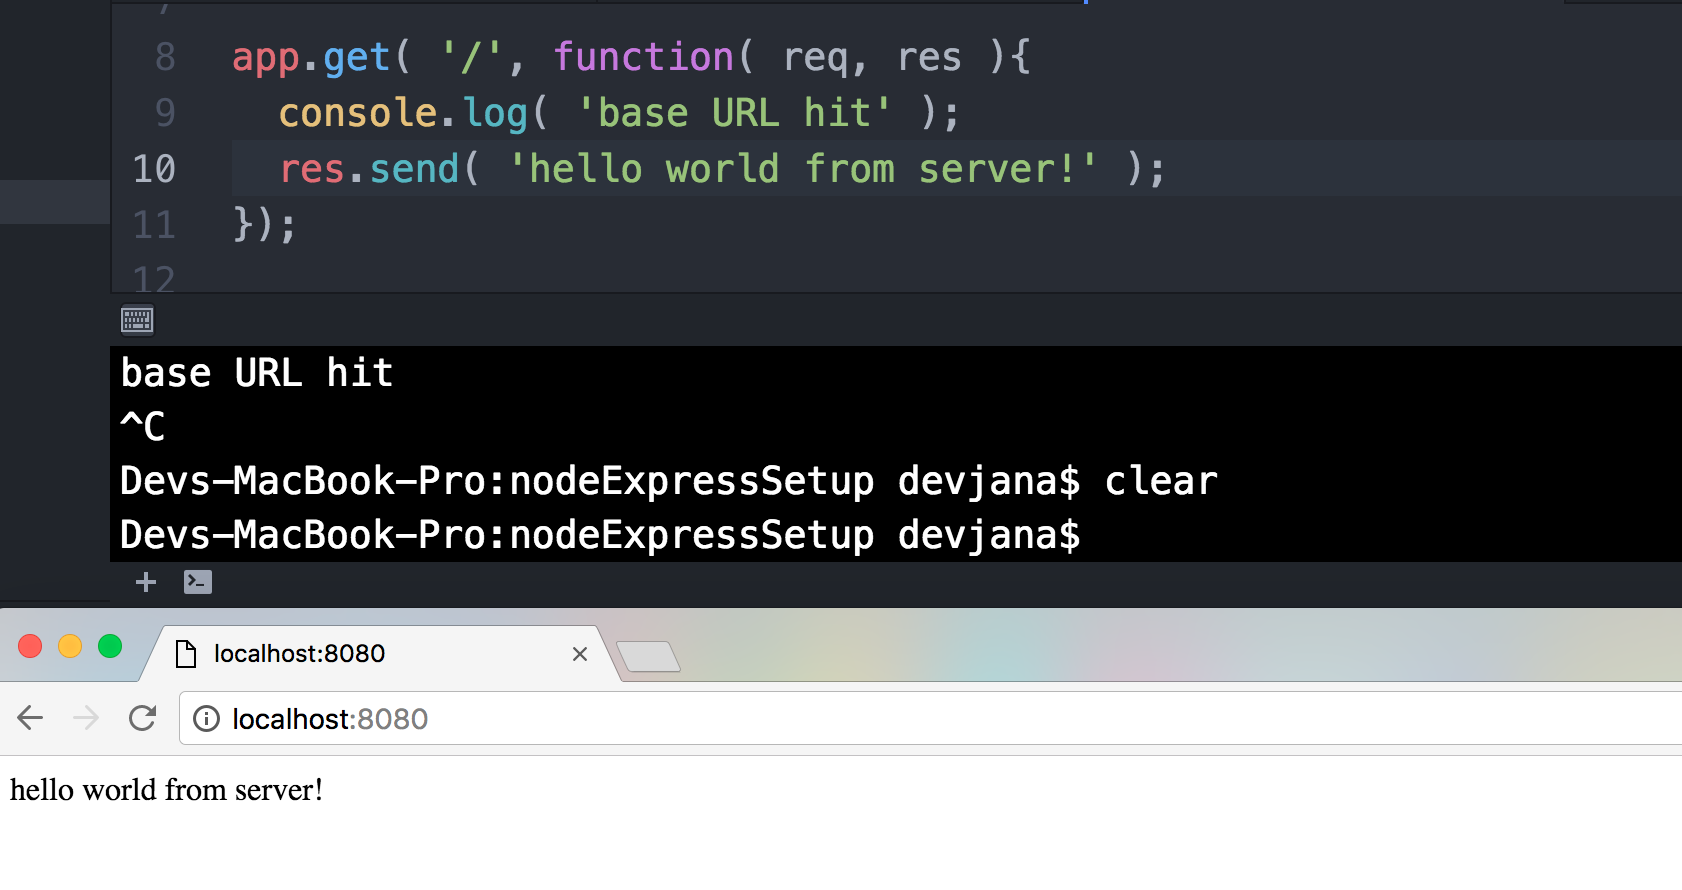 7
8 app.get( '/', function( req, res ){
9 console.log( 'base URL hit' );
10 res.send( 'hello world from server!' );
11 });
12
base URL hit
^C
Devs-MacBook-Pro:nodeExpressSetup devjana$ clear
Devs-MacBook-Pro:nodeExpressSetup devjana$
localhost:8080
localhost:8080
hello world from server!